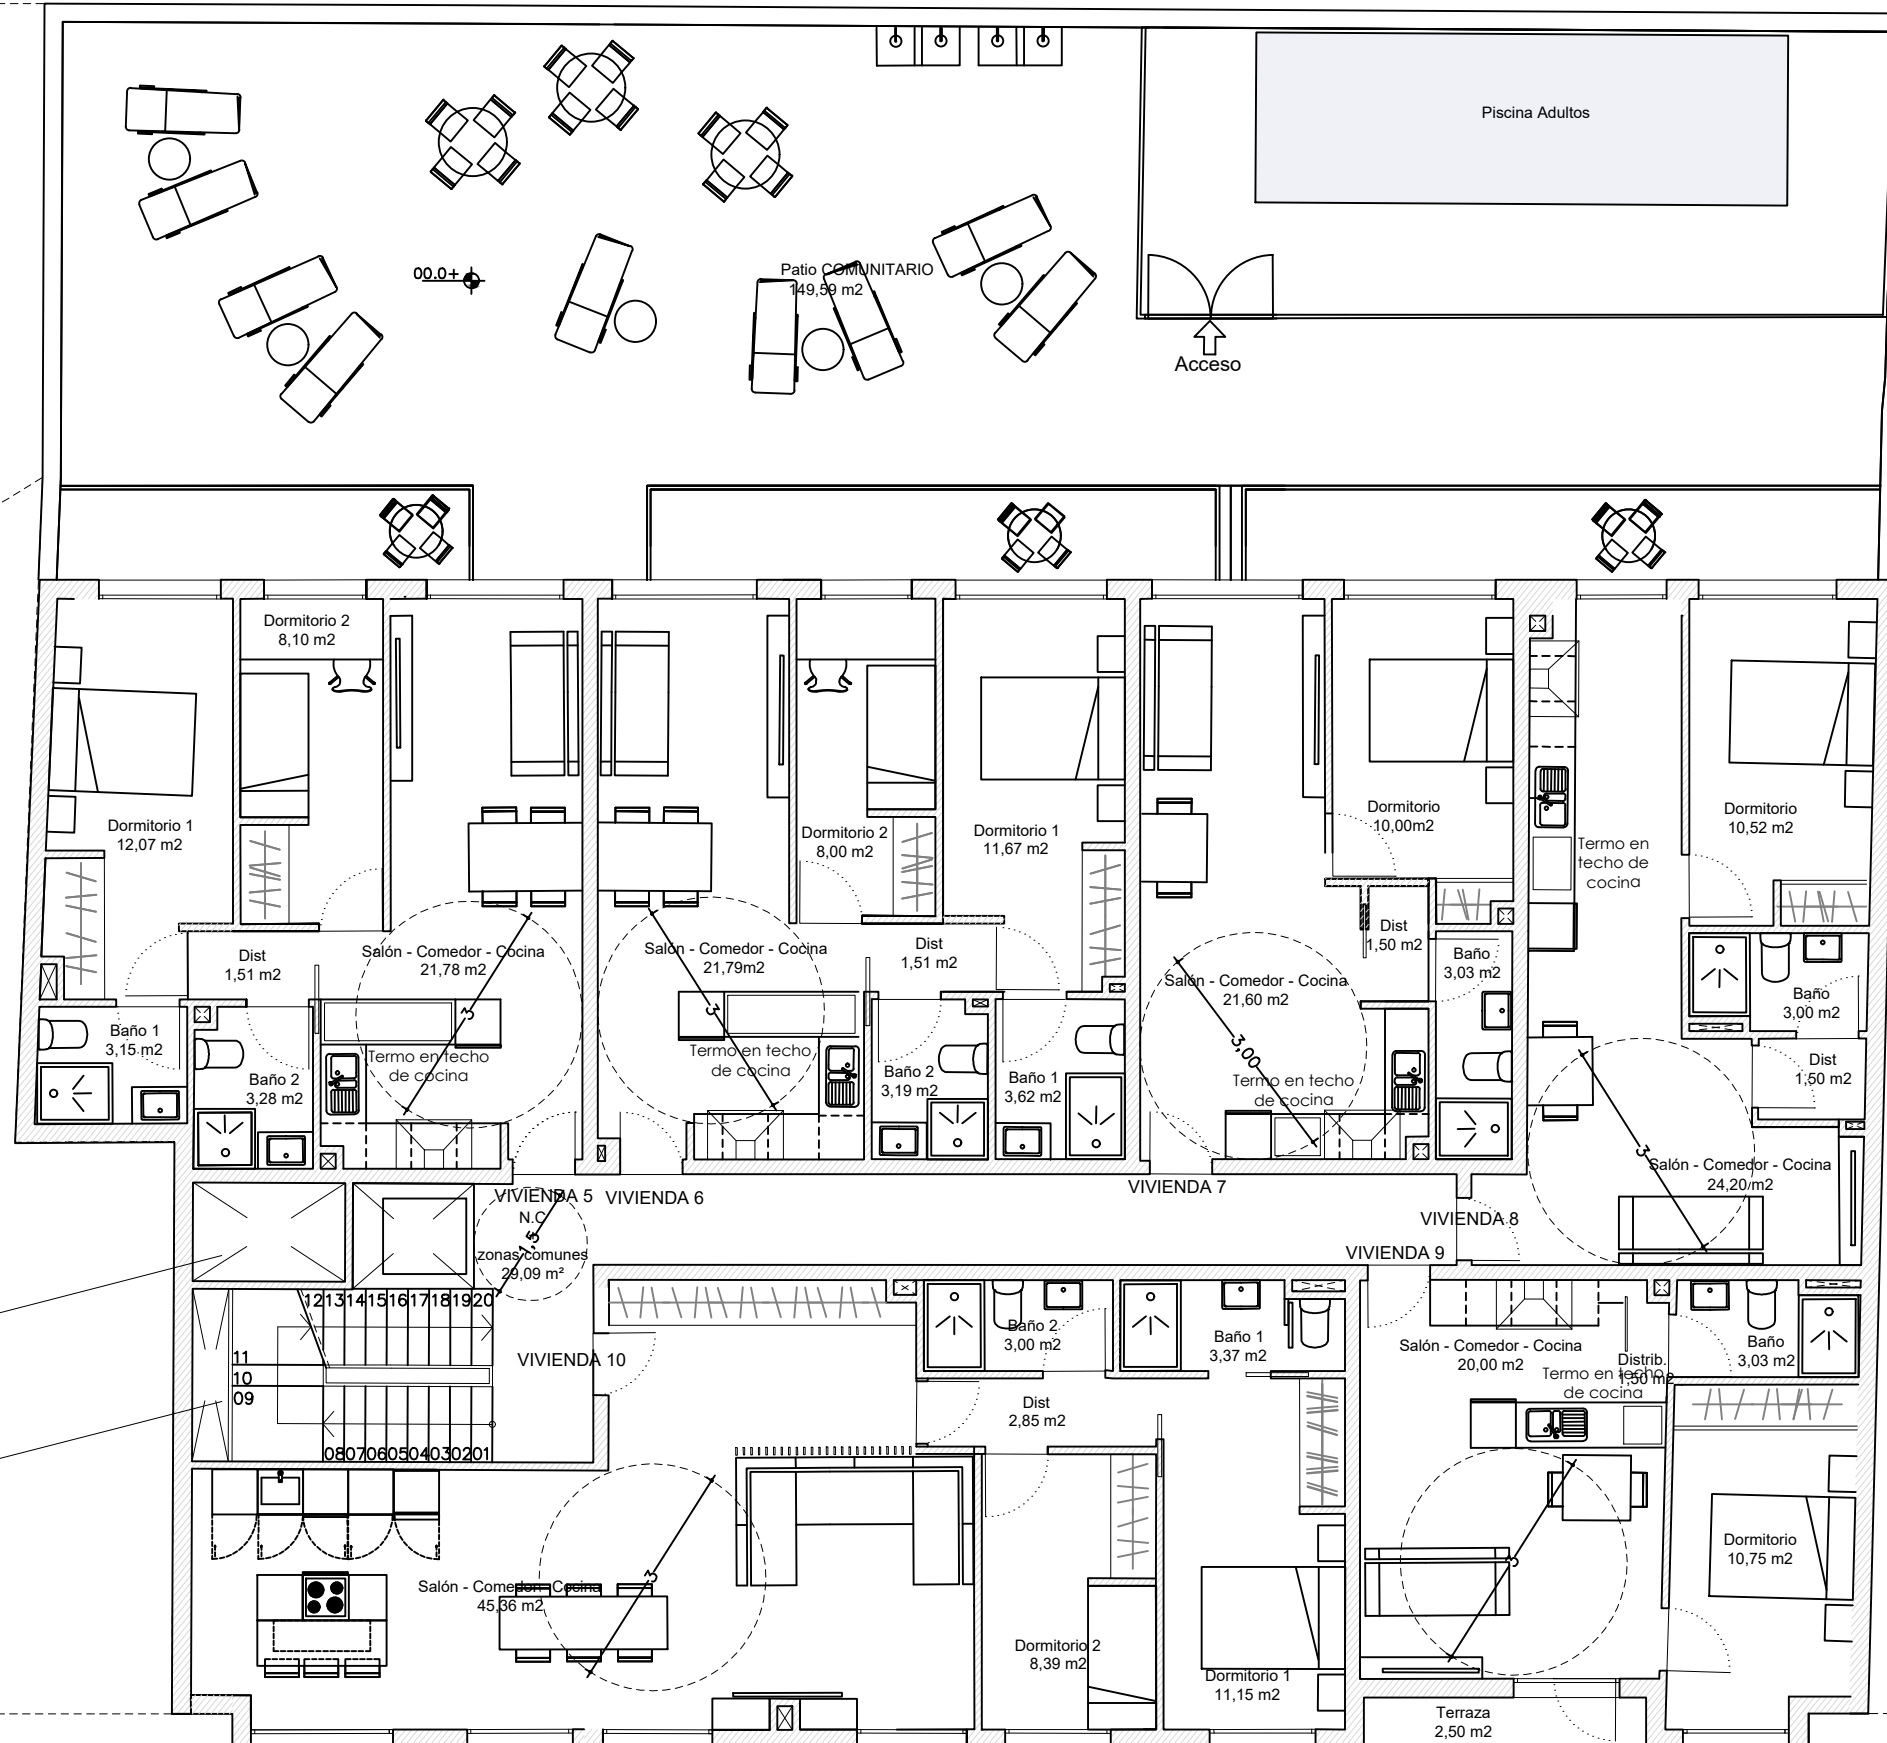 Piscina Adultos
+0.00
Patio COMUNITARIO
149,59 m2
Acceso
Dormitorio 2
8,10 m2
Dormitorio 1
12,07 m2
Dormitorio 2
8,00 m2
Dormitorio 1
11,67 m2
Dormitorio
10,00m2
Termo en
techo de
cocina
Dormitorio
10,52 m2
Dist
1,51 m2
Salón - Comedor - Cocina
21,78 m2
Salón - Comedor - Cocina
21,79m2
Dist
1,51 m2
Dist
1,50 m2
Baño
3,03 m2
Salón - Comedor - Cocina
21,60 m2
Baño
3,00 m2
3
3
3,00
Baño 1
3,15 m2
Baño 2
3,28 m2
Termo en techo
de cocina
Termo en techo
de cocina
Baño 2
3,19 m2
Baño 1
3,62 m2
Termo en techo
de cocina
Dist
1,50 m2
3
Salón - Comedor - Cocina
24,20 m2
VIVIENDA 5
VIVIENDA 6
VIVIENDA 7
VIVIENDA 8
VIVIENDA 9
N.C
1,5
zonas comunes
29,09 m²
12 13 14 15 16 17 18 19 20
11
10
09
08 07 06 05 04 03 02 01
VIVIENDA 10
Baño 2
3,00 m2
Baño 1
3,37 m2
Salón - Comedor - Cocina
20,00 m2
Distrib.
1,50 m2
Termo en techo
de cocina
Baño
3,03 m2
Dist
2,85 m2
Salón - Comedor - Cocina
45,36 m2
3
3
Dormitorio
10,75 m2
Dormitorio 2
8,39 m2
Dormitorio 1
11,15 m2
Terraza
2,50 m2